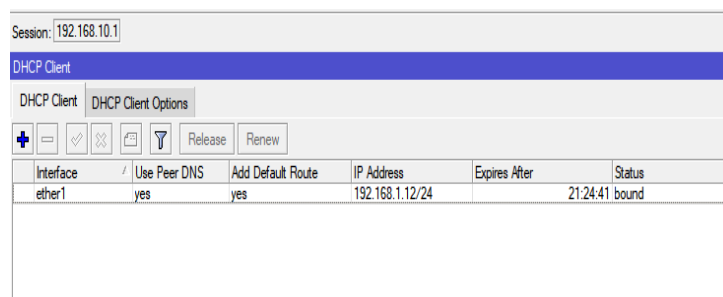 Session: 192.168.10.1
DHCP Client
DHCP Client DHCP Client Options
Release Renew
Interface / Use Peer DNS Add Default Route IP Address Expires After Status
ether1 yes yes 192.168.1.12/24 21:24:41 bound